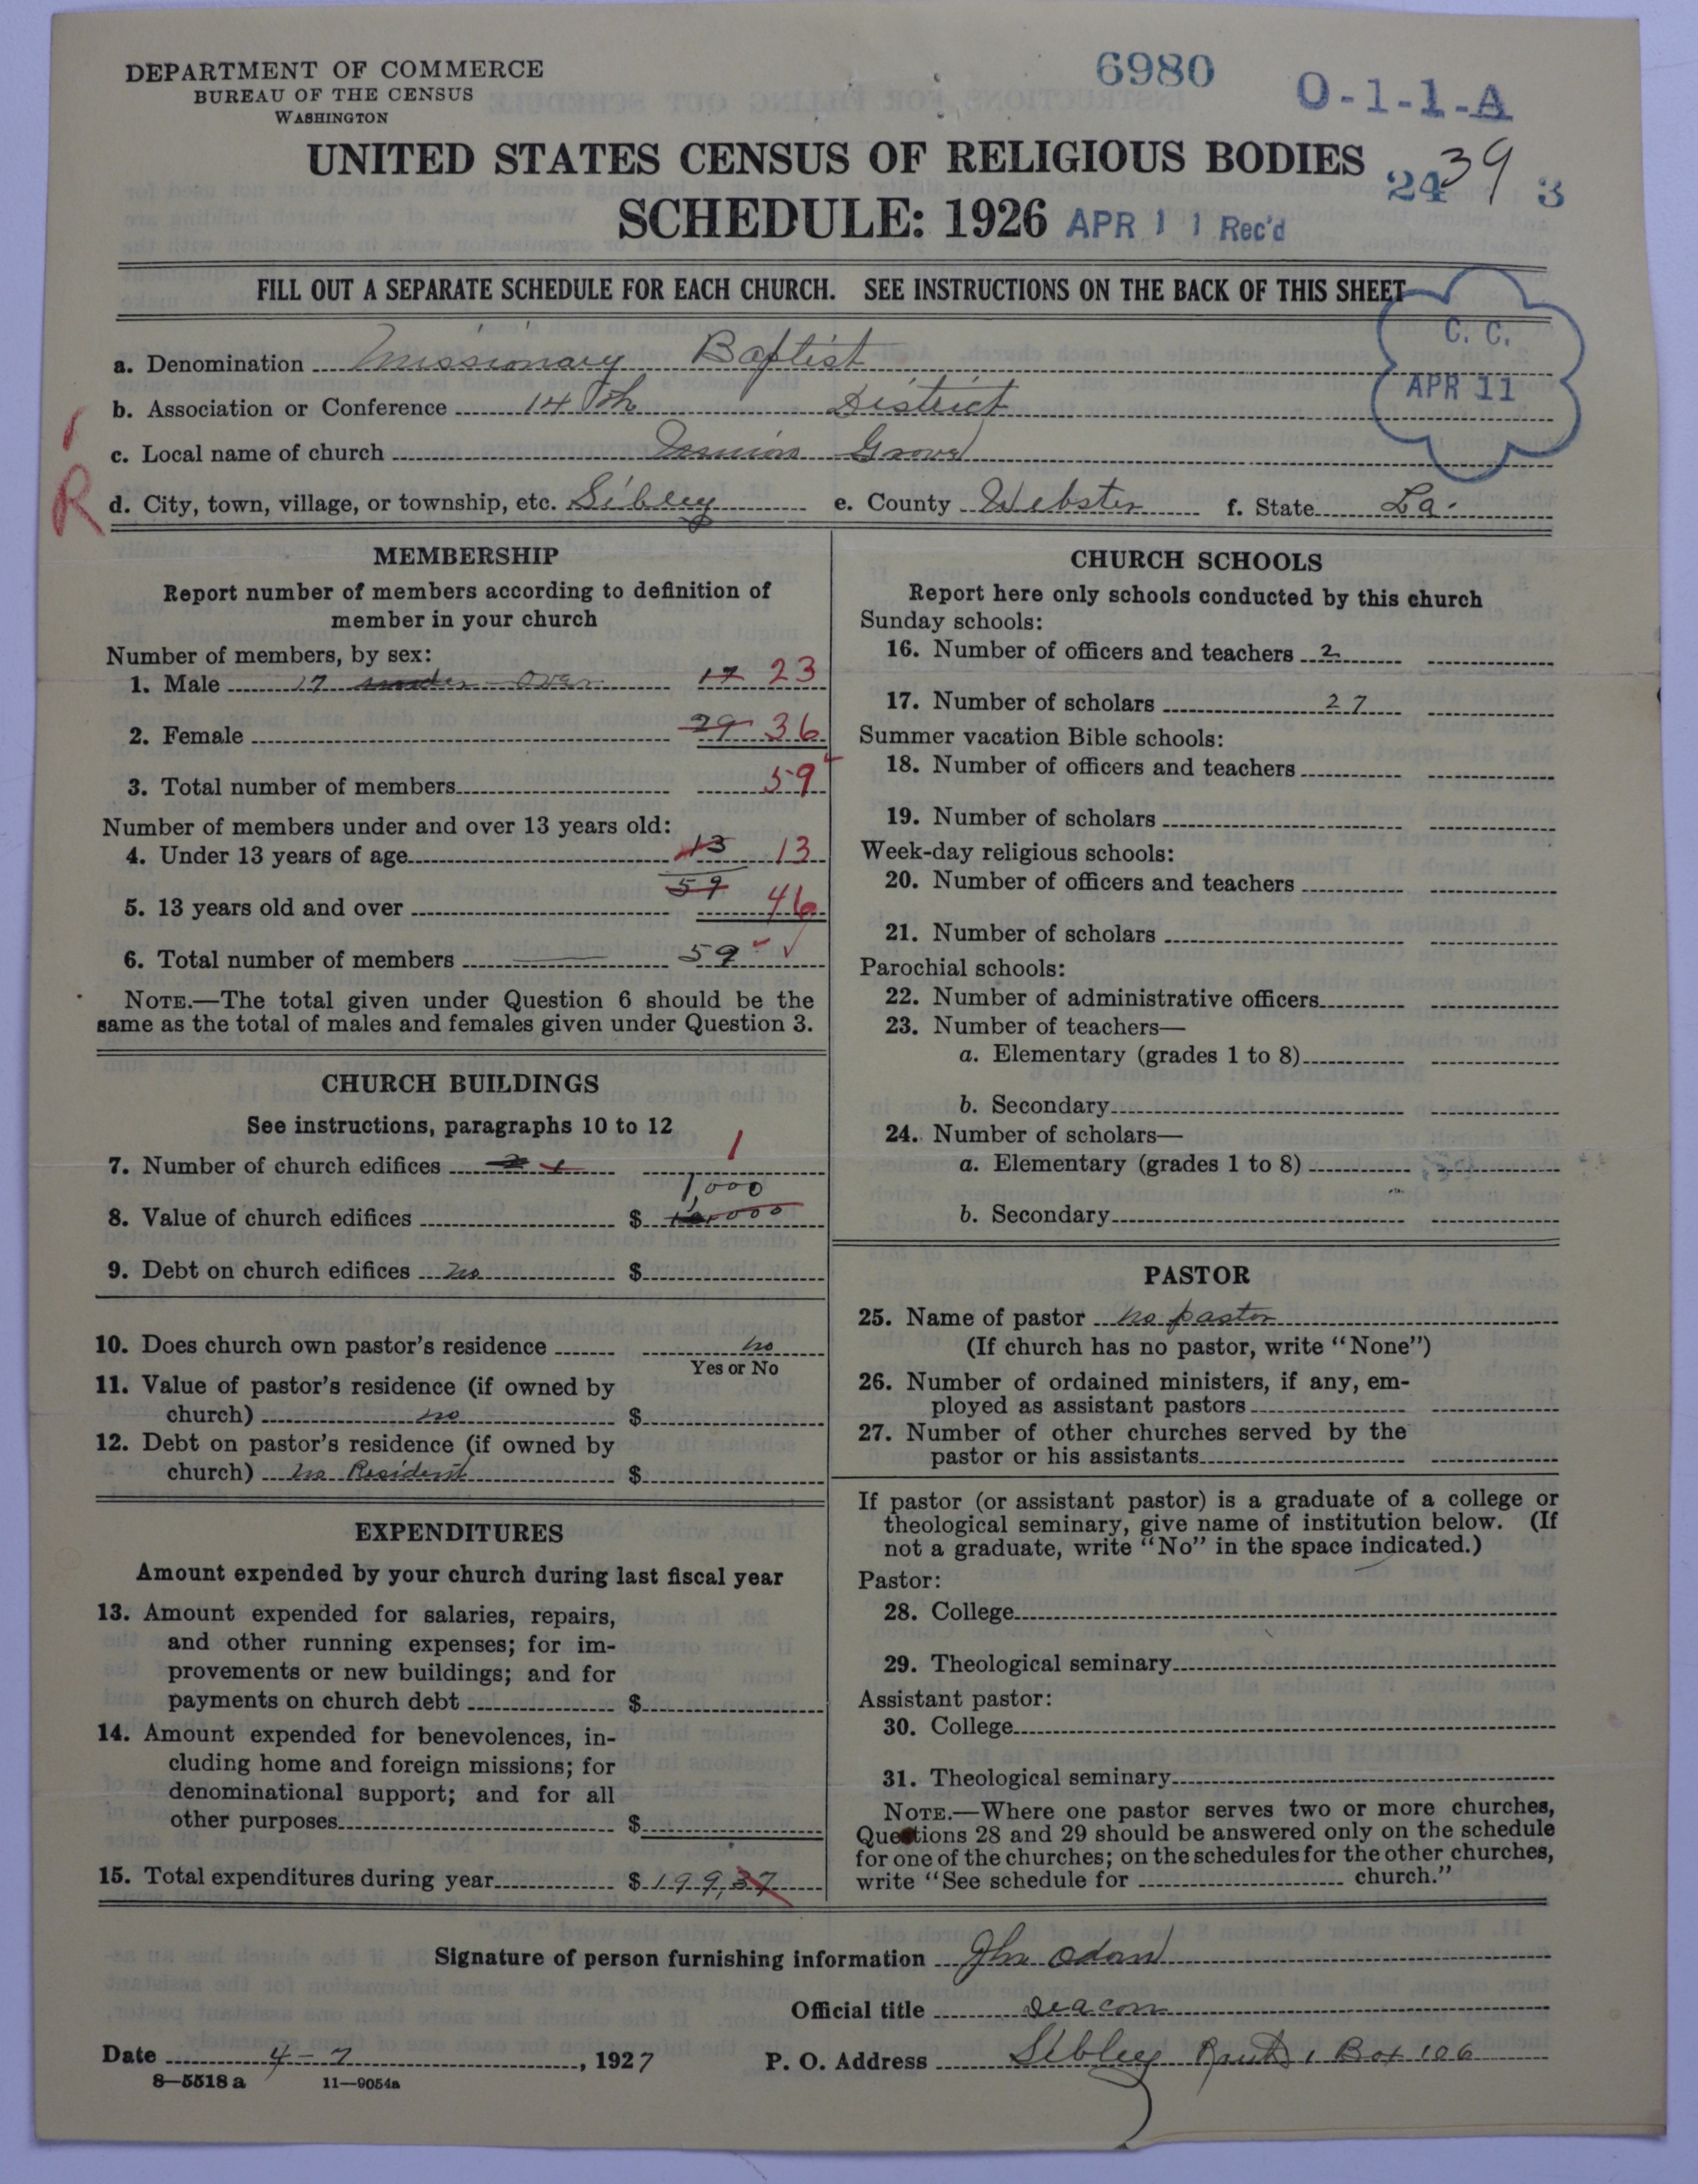 DEPARTMENT OF COMMERCE
BUREAU OF THE CENSUS
WASHINGTON
6980
O-1-1-A
UNITED STATES CENSUS OF RELIGIOUS BODIES
24 39 3
SCHEDULE: 1926 APR 11 Rec'd
FILL OUT A SEPARATE SCHEDULE FOR EACH CHURCH. SEE INSTRUCTIONS ON THE BACK OF THIS SHEET
C. C.
APR 11
a. Denomination Missionary Baptist
b. Association or Conference 14th District
c. Local name of church Grove
R
d. City, town, village, or township, etc. Sibley e. County Webster f. State La.
MEMBERSHIP
Report number of members according to definition of
member in your church
Number of members, by sex:
1. Male 17 under over 17 23
2. Female 29 36
3. Total number of members 59
Number of members under and over 13 years old:
4. Under 13 years of age 13 13
5. 13 years old and over 59 46
6. Total number of members 59
NOTE.—The total given under Question 6 should be the
same as the total of males and females given under Question 3.
CHURCH BUILDINGS
See instructions, paragraphs 10 to 12
7. Number of church edifices 2 1 1
8. Value of church edifices $ 1,000
9. Debt on church edifices no $
10. Does church own pastor's residence no
Yes or No
11. Value of pastor's residence (if owned by
church) no $
12. Debt on pastor's residence (if owned by
church) no Resident $
EXPENDITURES
Amount expended by your church during last fiscal year
13. Amount expended for salaries, repairs,
and other running expenses; for im-
provements or new buildings; and for
payments on church debt $
14. Amount expended for benevolences, in-
cluding home and foreign missions; for
denominational support; and for all
other purposes $
15. Total expenditures during year $ 199,37
CHURCH SCHOOLS
Report here only schools conducted by this church
Sunday schools:
16. Number of officers and teachers 2
17. Number of scholars 27
Summer vacation Bible schools:
18. Number of officers and teachers
19. Number of scholars
Week-day religious schools:
20. Number of officers and teachers
21. Number of scholars
Parochial schools:
22. Number of administrative officers
23. Number of teachers—
a. Elementary (grades 1 to 8)
b. Secondary
24. Number of scholars—
a. Elementary (grades 1 to 8)
b. Secondary
PASTOR
25. Name of pastor no pastor
(If church has no pastor, write "None")
26. Number of ordained ministers, if any, em-
ployed as assistant pastors
27. Number of other churches served by the
pastor or his assistants
If pastor (or assistant pastor) is a graduate of a college or
theological seminary, give name of institution below. (If
not a graduate, write "No" in the space indicated.)
Pastor:
28. College
29. Theological seminary
Assistant pastor:
30. College
31. Theological seminary
NOTE.—Where one pastor serves two or more churches,
Questions 28 and 29 should be answered only on the schedule
for one of the churches; on the schedules for the other churches,
write "See schedule for church."
Signature of person furnishing information Jhn
Official title deacon
Date 4-7, 1927 P. O. Address Sibley Rout 1 Box 106
8—5518 a 11—9054a